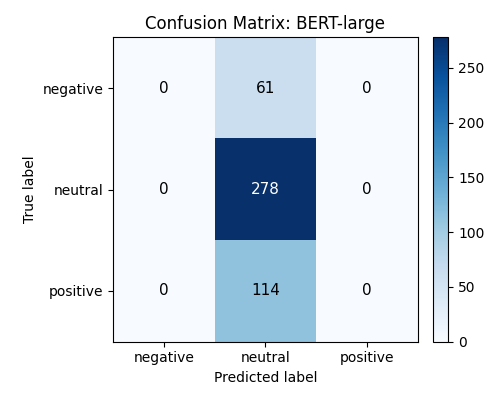 Confusion Matrix: BERT-large
True label
negative
neutral
positive
0 61 0
0 278 0
0 114 0
negative neutral positive
Predicted label
250
200
150
100
50
0